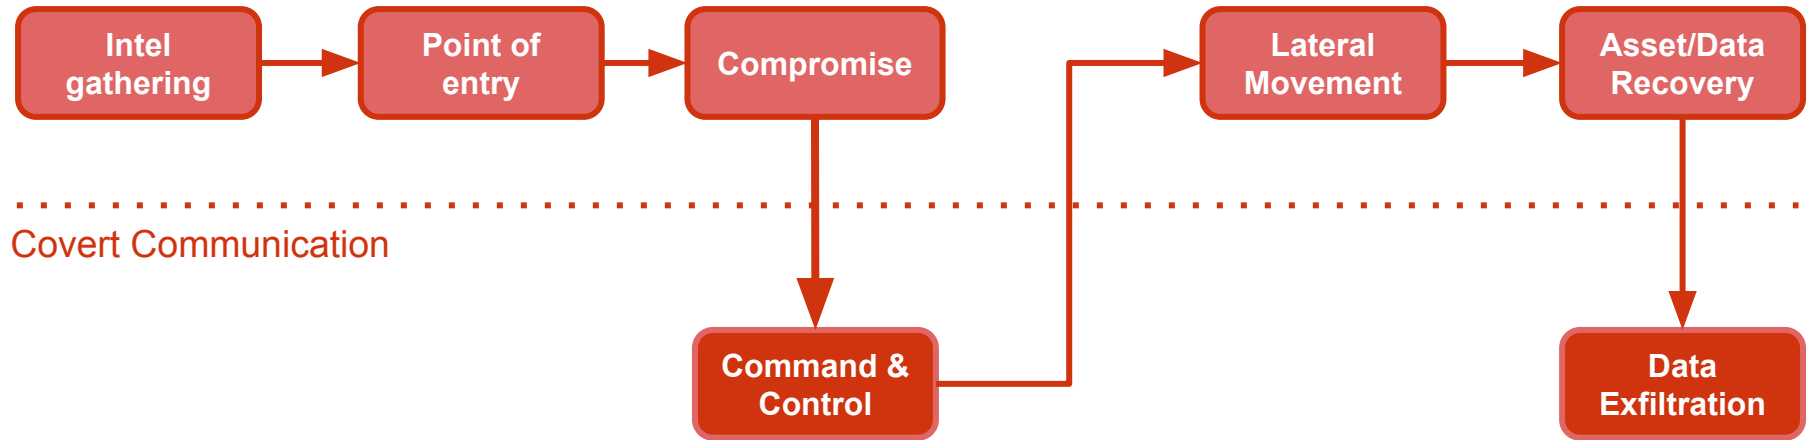 Intel
gathering
Point of
entry
Compromise
Lateral
Movement
Asset/Data
Recovery
Covert Communication
Command &
Control
Data
Exfiltration